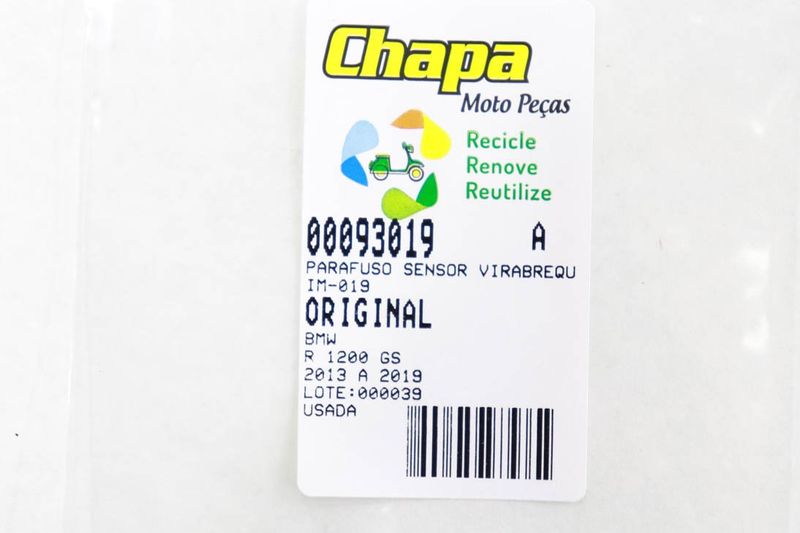 Chapa
Moto Peças
Recicle
Renove
Reutilize
00093019 A
PARAFUSO SENSOR VIRABREQU
IM-019
ORIGINAL
BMW
R 1200 GS
2013 A 2019
LOTE:000039
USADA